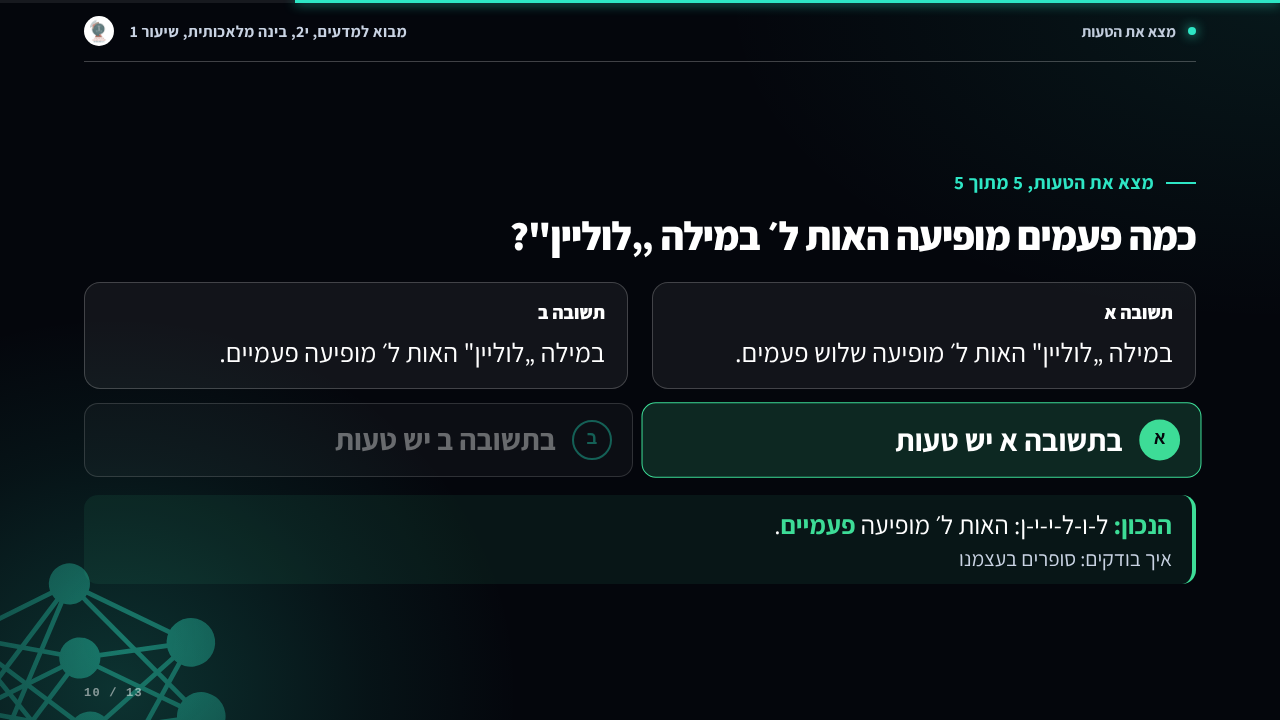 מצא את הטעות
מבוא למדעים, י2, בינה מלאכותית, שיעור 1
מצא את הטעות, 5 מתוך 5
כמה פעמים מופיעה האות ל׳ במילה „לוליין"?
תשובה א
במילה „לוליין" האות ל׳ מופיעה שלוש פעמים.
תשובה ב
במילה „לוליין" האות ל׳ מופיעה פעמיים.
א
בתשובה א יש טעות
ב
בתשובה ב יש טעות
הנכון: ל-ו-ל-י-י-ן: האות ל׳ מופיעה פעמיים.
איך בודקים: סופרים בעצמנו
10 / 13